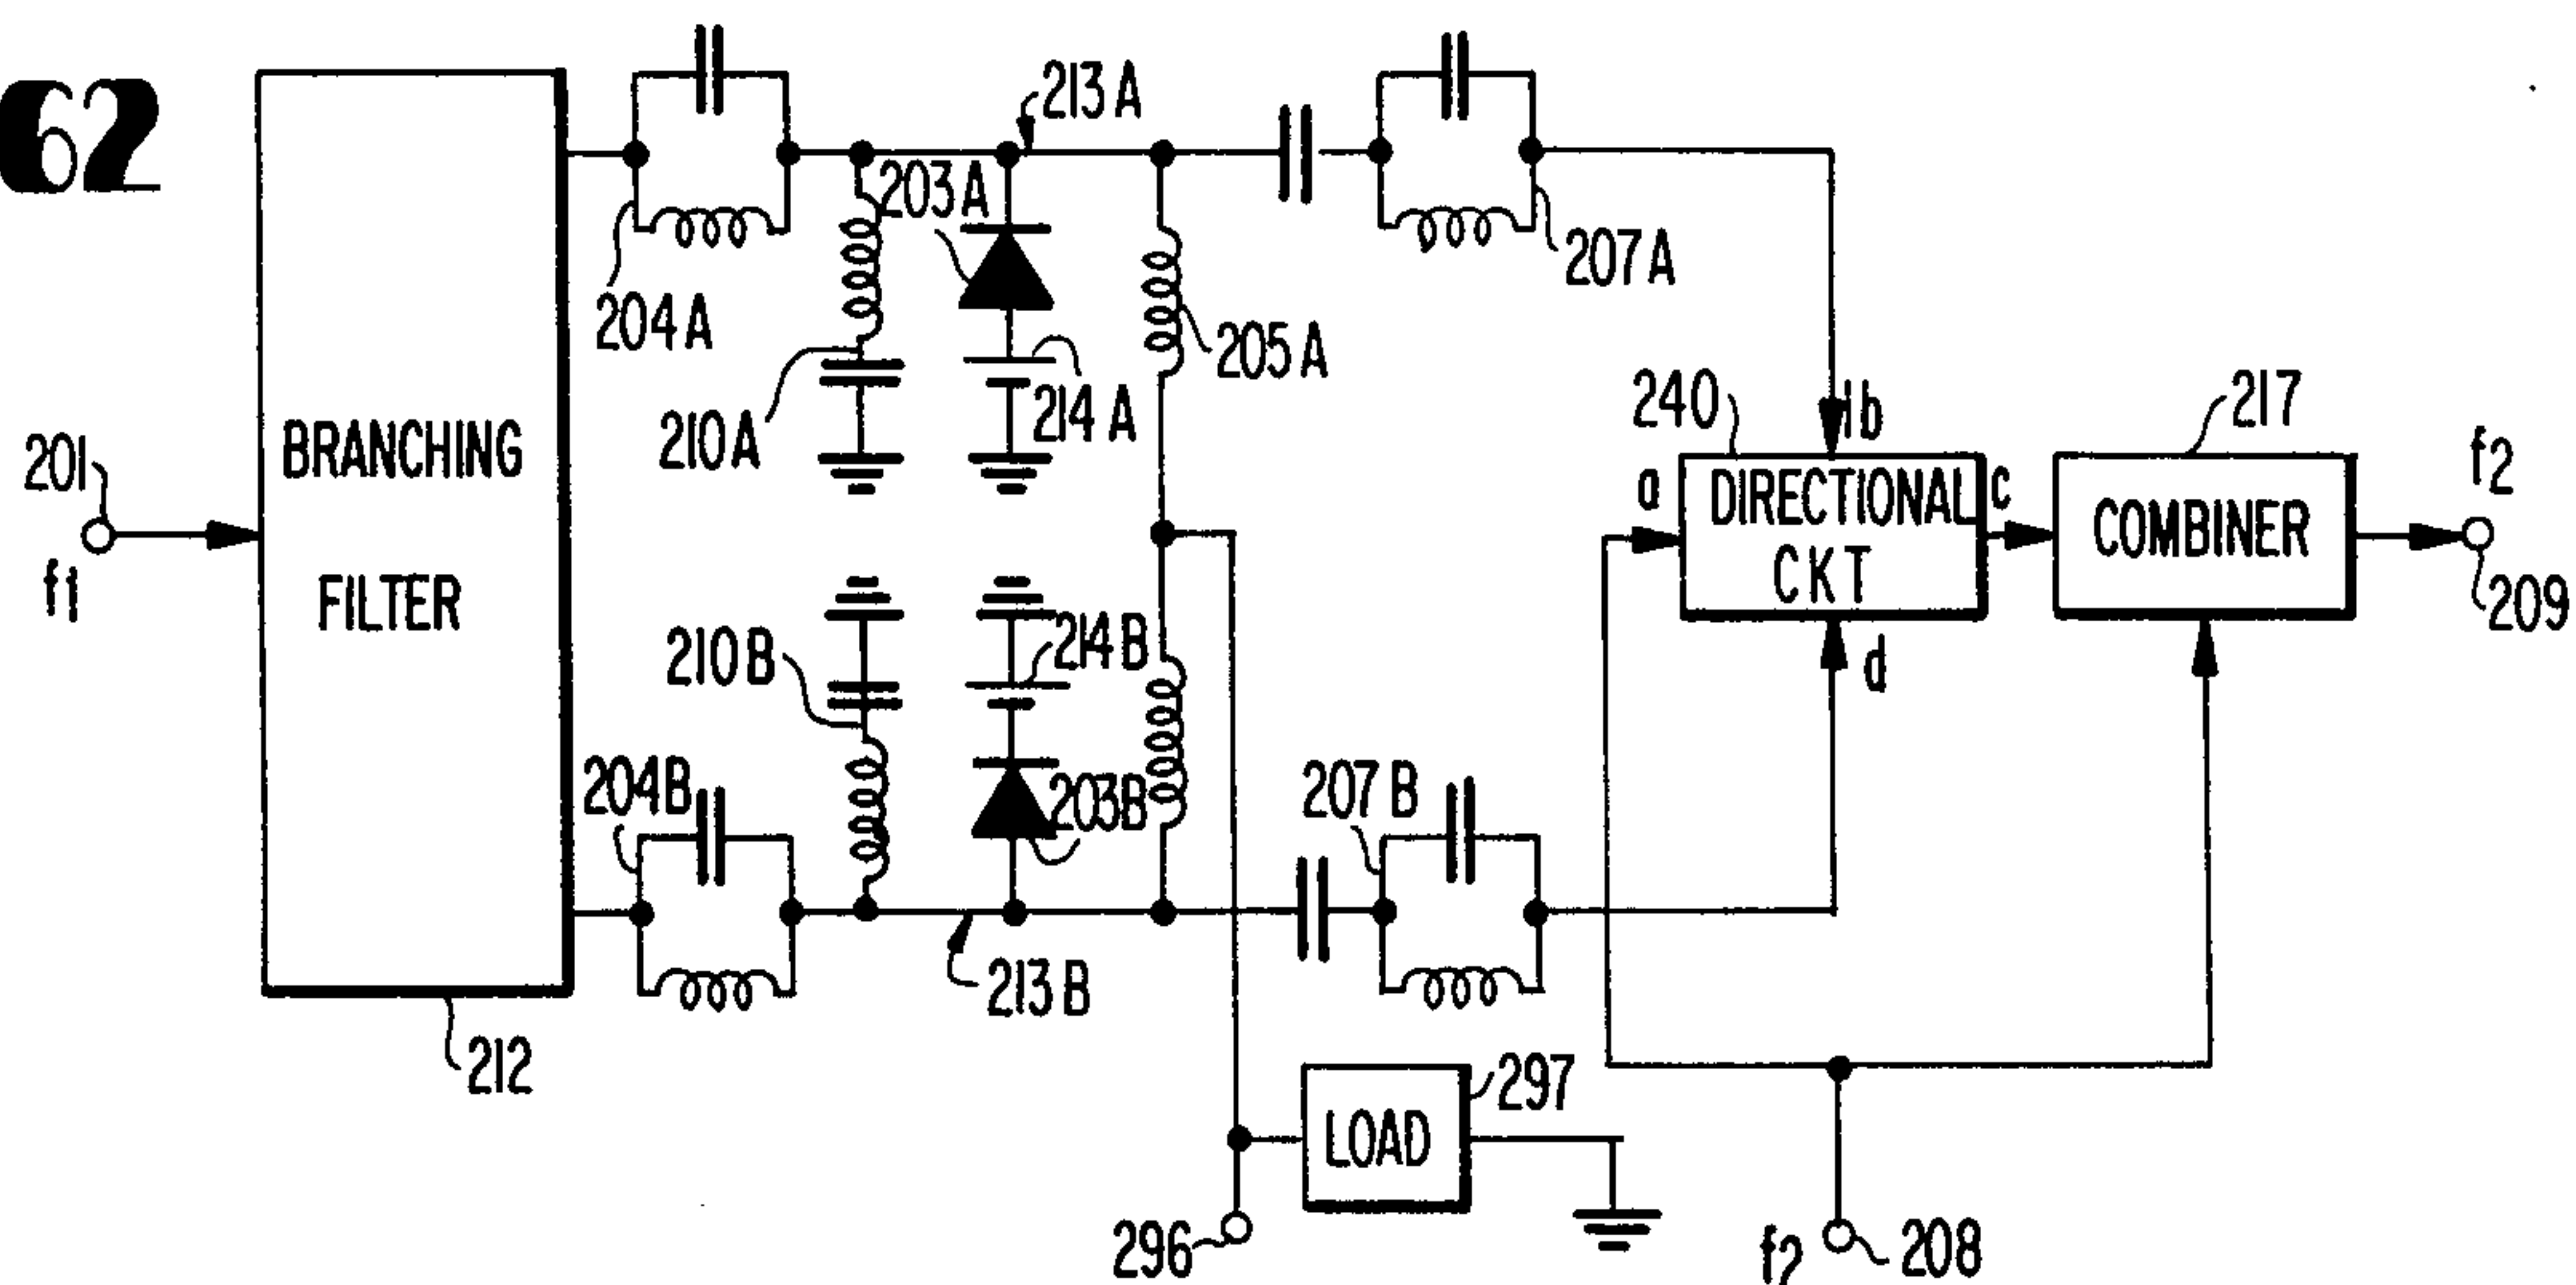 62
213A
203A
204A
207A
205A
210A
214A
240
ib
217
201
BRANCHING
FILTER
a
DIRECTIONAL
CKT
c
COMBINER
f2
209
f1
d
210B
214B
204B
203B
207B
213B
212
LOAD
297
296
f2
208